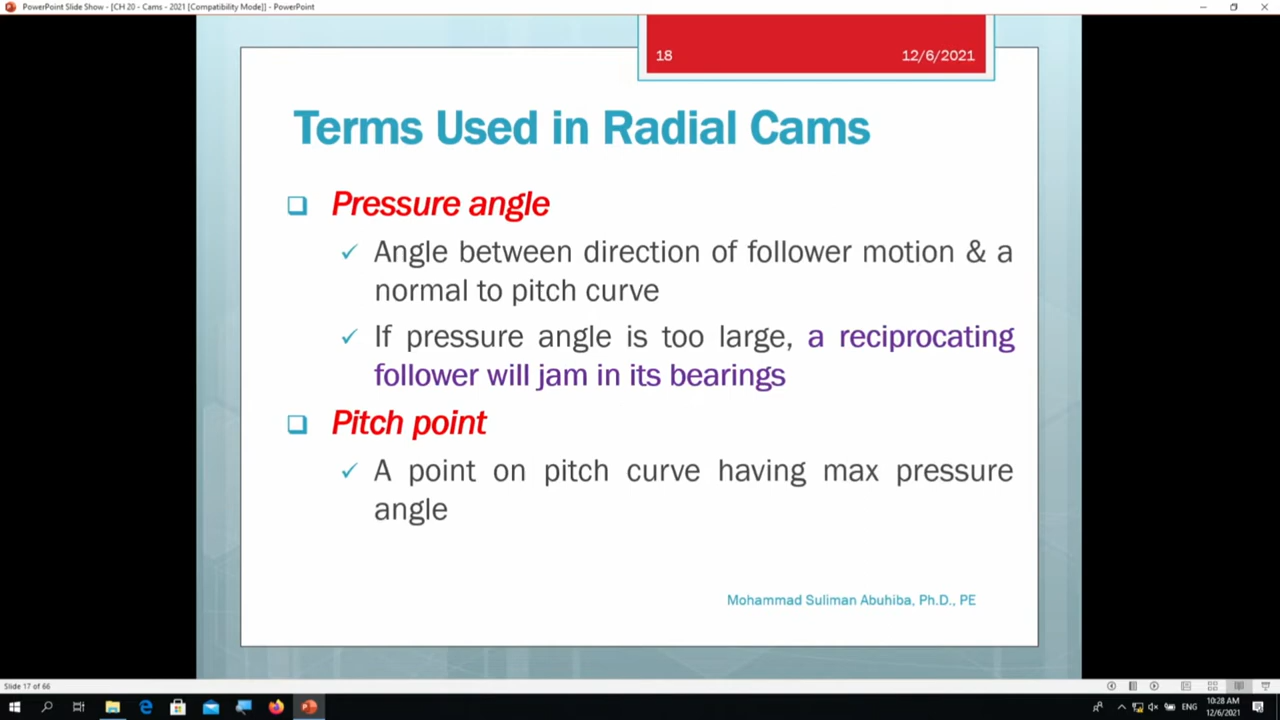 PowerPoint Slide Show - [CH 20 - Cams - 2021 [Compatibility Mode]] - PowerPoint
18 12/6/2021
Terms Used in Radial Cams
Pressure angle
Angle between direction of follower motion & a
normal to pitch curve
If pressure angle is too large, a reciprocating
follower will jam in its bearings
Pitch point
A point on pitch curve having max pressure
angle
Mohammad Suliman Abuhiba, Ph.D., PE
Slide 17 of 66
ENG
10:28 AM
12/6/2021